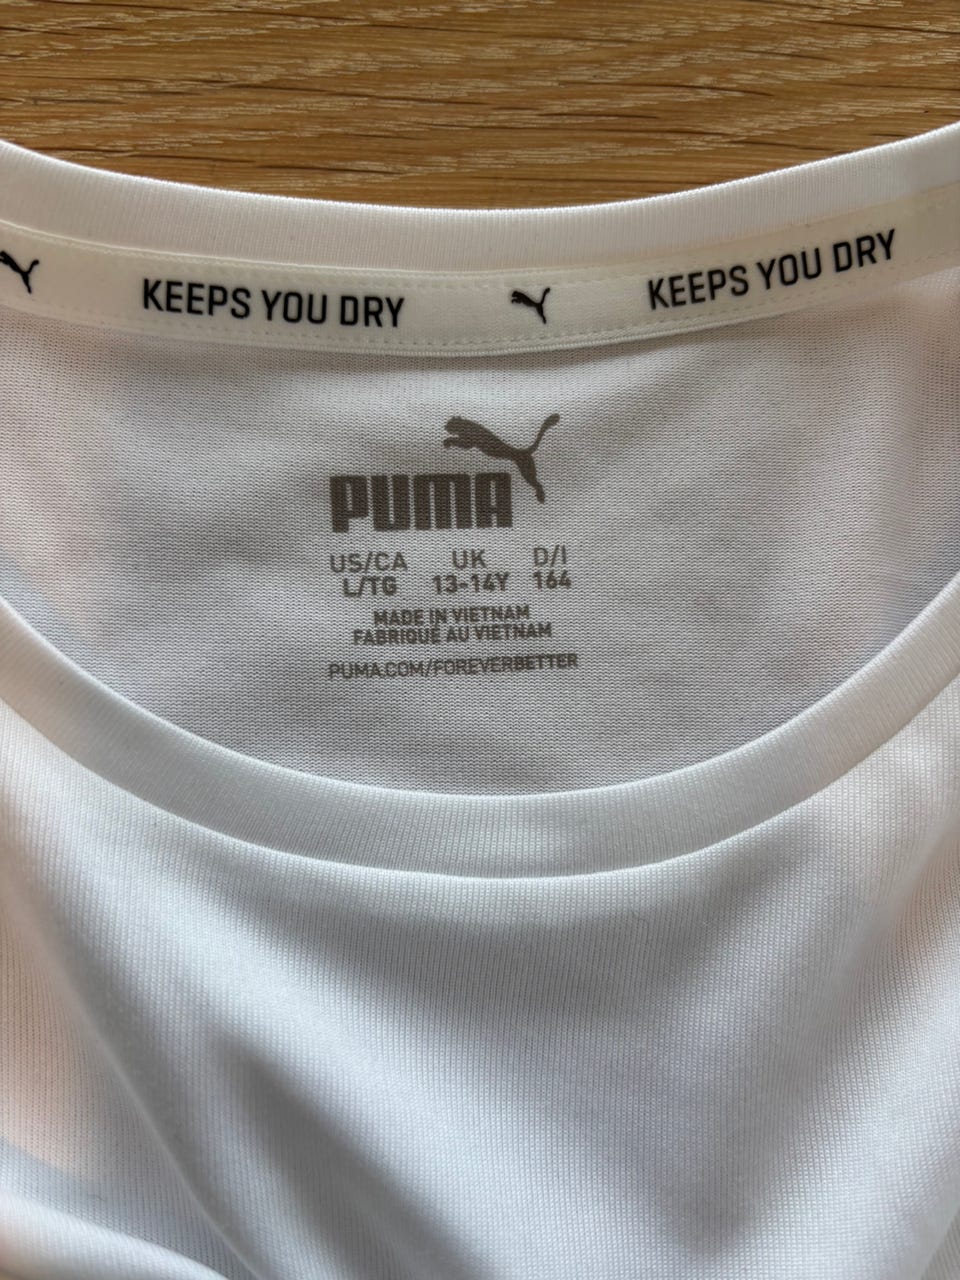 KEEPS YOU DRY KEEPS YOU DRY
PUMA
US/CA UK D/I
L/TG 13-14Y 164
MADE IN VIETNAM
FABRIQUÉ AU VIETNAM
PUMA.COM/FOREVERBETTER